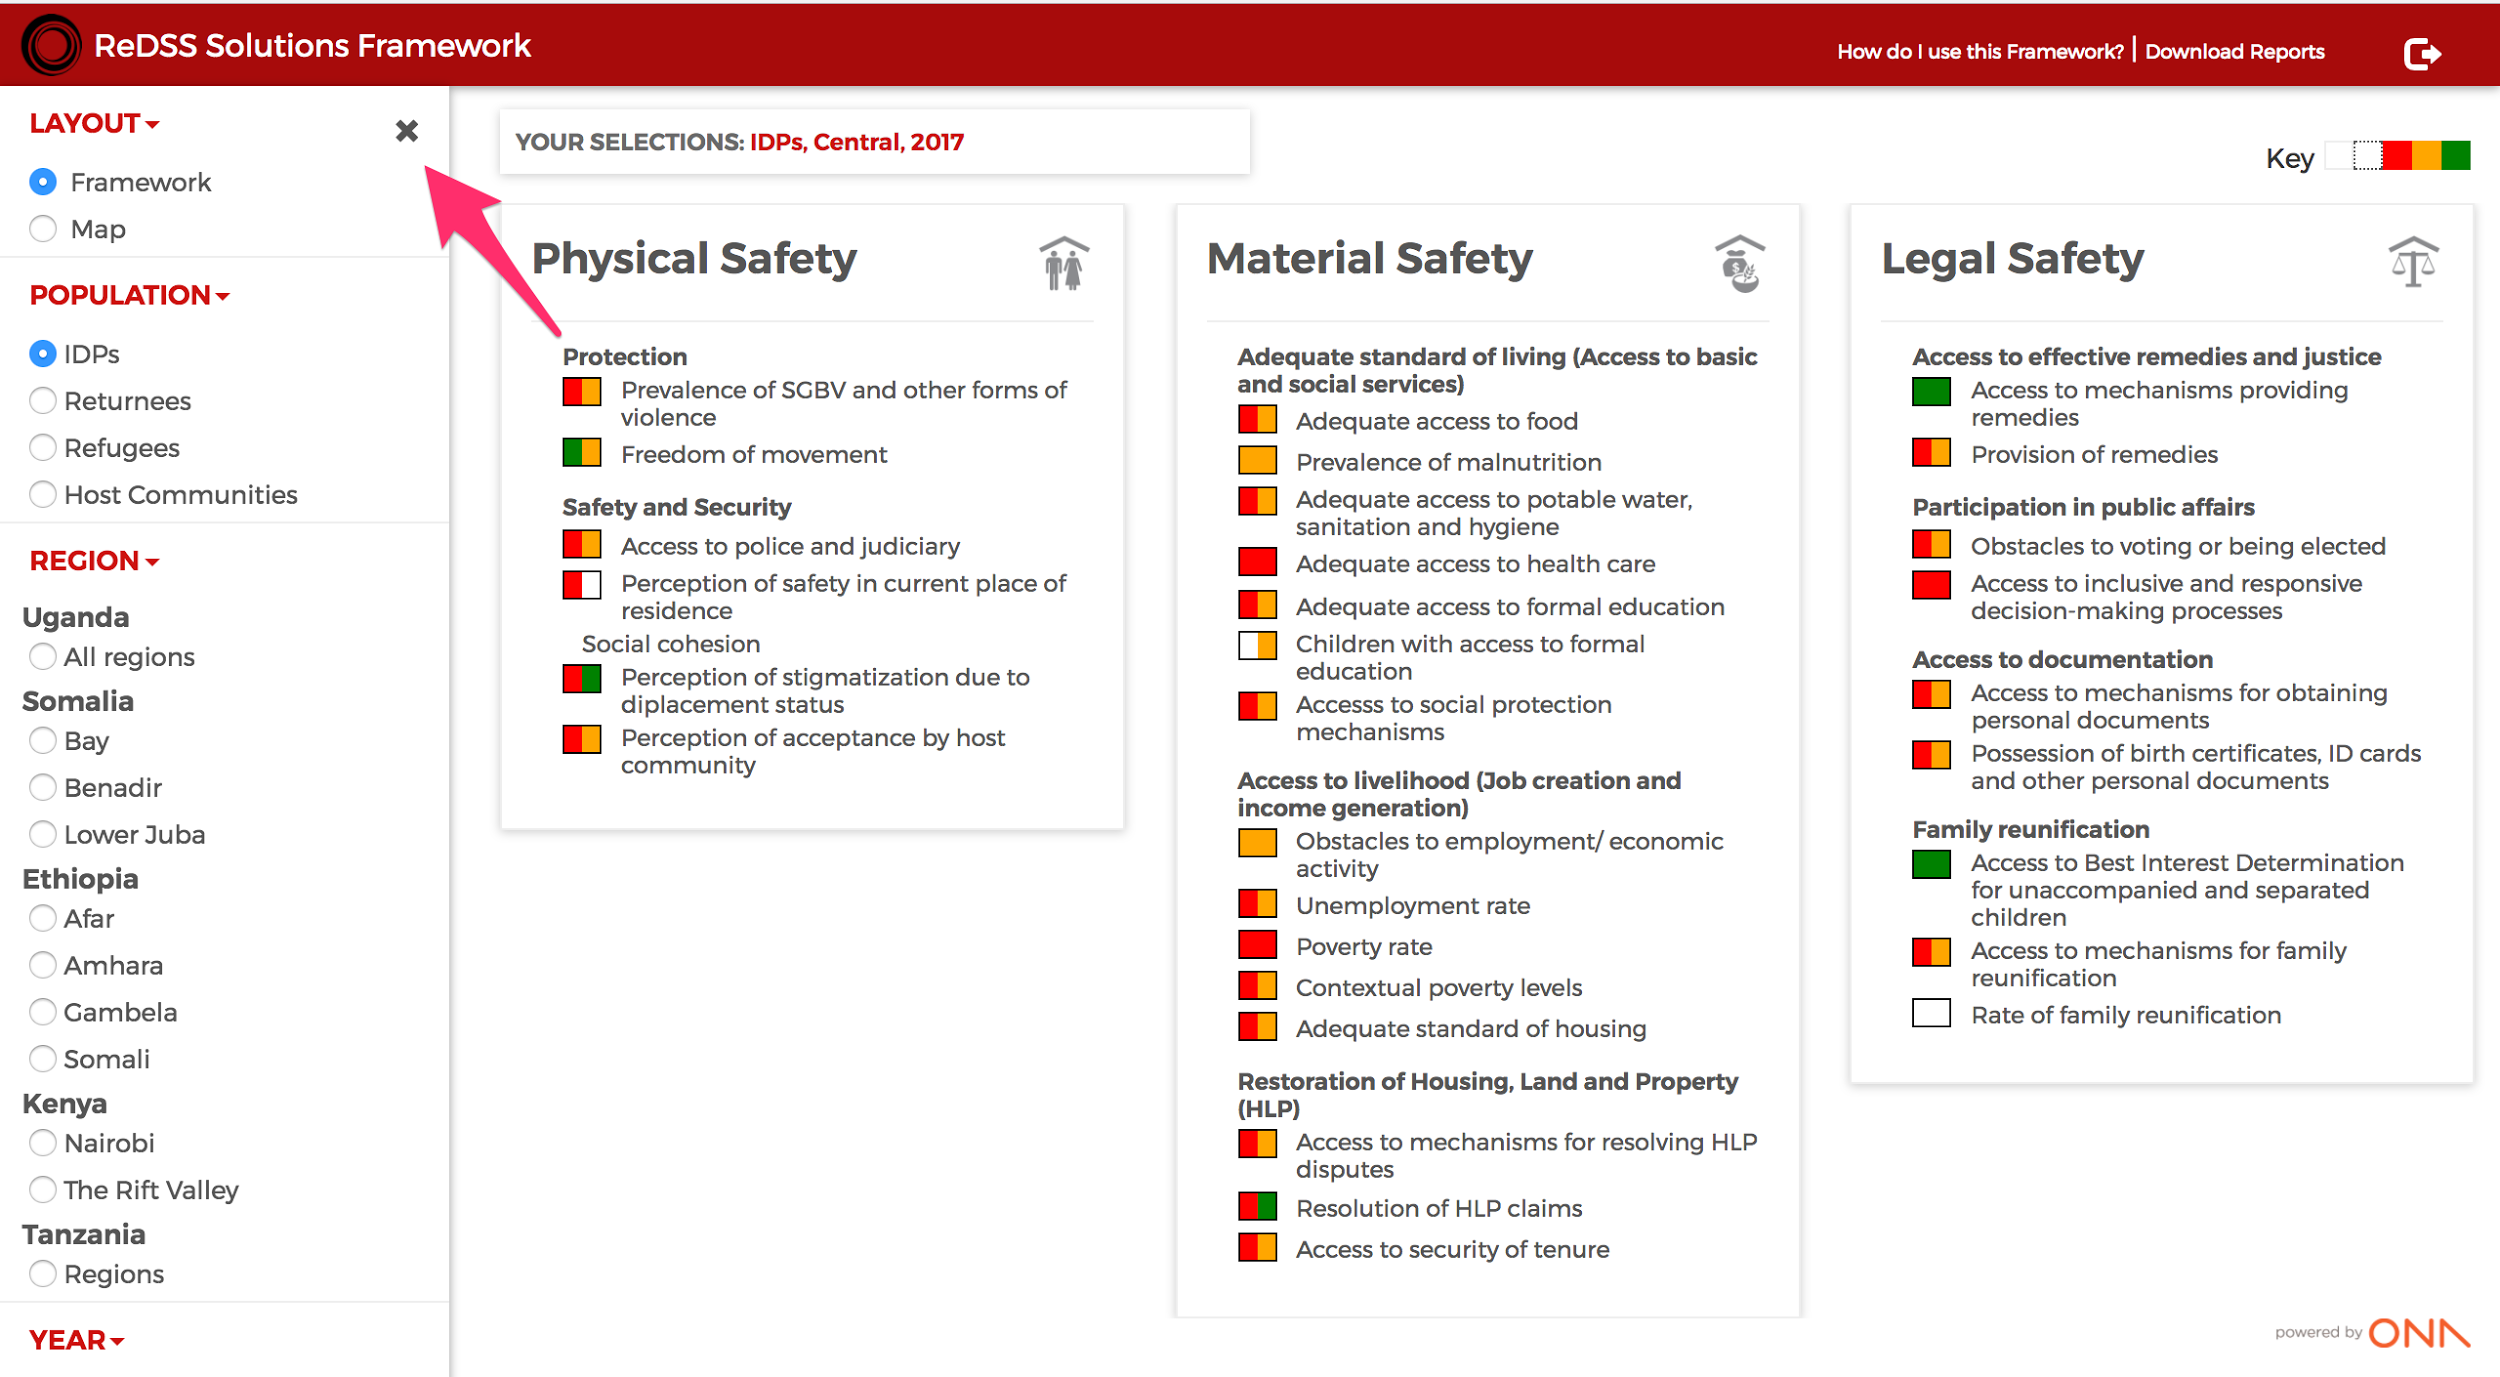 ReDSS Solutions Framework
How do I use this Framework? | Download Reports
LAYOUT
Framework
Map
POPULATION
IDPs
Returnees
Refugees
Host Communities
REGION
Uganda
All regions
Somalia
Bay
Benadir
Lower Juba
Ethiopia
Afar
Amhara
Gambela
Somali
Kenya
Nairobi
The Rift Valley
Tanzania
Regions
YEAR
YOUR SELECTIONS: IDPs, Central, 2017
Key
Physical Safety
Protection
Prevalence of SGBV and other forms of
violence
Freedom of movement
Safety and Security
Access to police and judiciary
Perception of safety in current place of
residence
Social cohesion
Perception of stigmatization due to
diplacement status
Perception of acceptance by host
community
Material Safety
Adequate standard of living (Access to basic
and social services)
Adequate access to food
Prevalence of malnutrition
Adequate access to potable water,
sanitation and hygiene
Adequate access to health care
Adequate access to formal education
Children with access to formal
education
Accesss to social protection
mechanisms
Access to livelihood (Job creation and
income generation)
Obstacles to employment/ economic
activity
Unemployment rate
Poverty rate
Contextual poverty levels
Adequate standard of housing
Restoration of Housing, Land and Property
(HLP)
Access to mechanisms for resolving HLP
disputes
Resolution of HLP claims
Access to security of tenure
Legal Safety
Access to effective remedies and justice
Access to mechanisms providing
remedies
Provision of remedies
Participation in public affairs
Obstacles to voting or being elected
Access to inclusive and responsive
decision-making processes
Access to documentation
Access to mechanisms for obtaining
personal documents
Possession of birth certificates, ID cards
and other personal documents
Family reunification
Access to Best Interest Determination
for unaccompanied and separated
children
Access to mechanisms for family
reunification
Rate of family reunification
powered by ONA